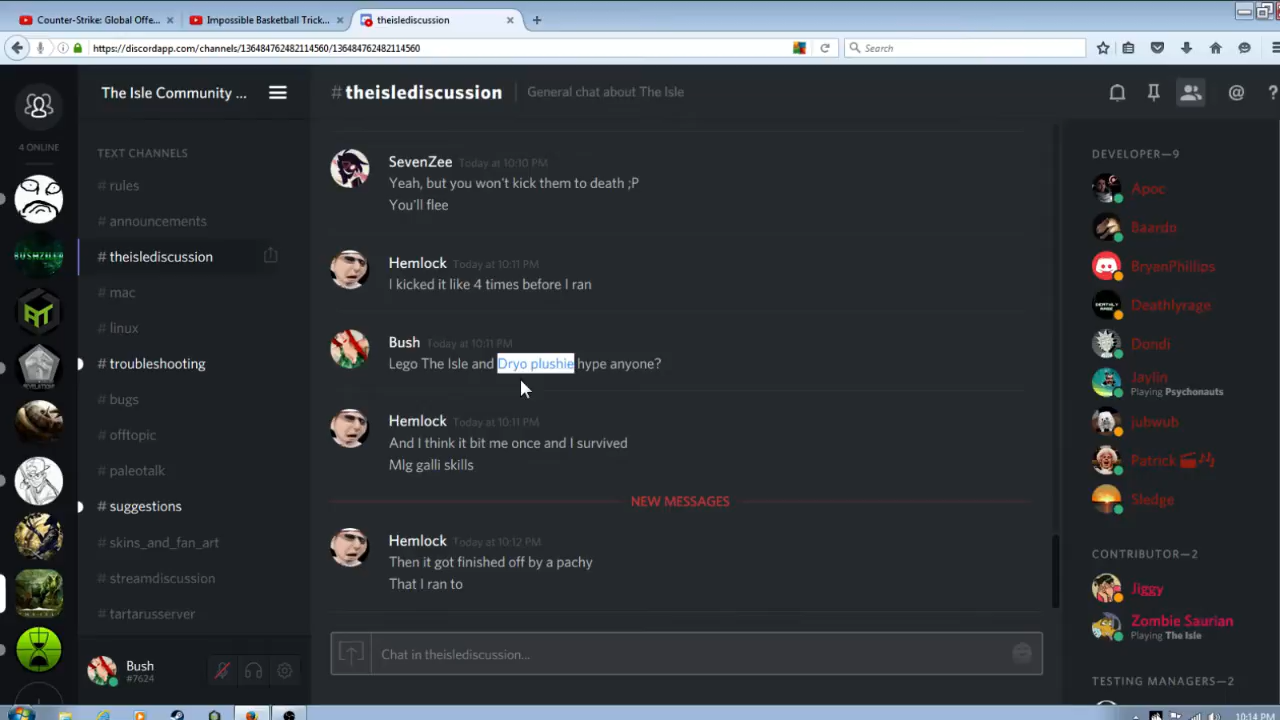 Counter-Strike: Global Offe...
Impossible Basketball Trick...
theislediscussion
https://discordapp.com/channels/136484762482114560/136484762482114560
Search
The Isle Community ...
#theislediscussion
General chat about The Isle
4 ONLINE
TEXT CHANNELS
# rules
# announcements
# theislediscussion
# mac
# linux
# troubleshooting
# bugs
# offtopic
# paleotalk
# suggestions
# skins_and_fan_art
# streamdiscussion
# tartarusserver
Bush
#7624
SevenZee Today at 10:10 PM
Yeah, but you won't kick them to death ;P
You'll flee
Hemlock Today at 10:11 PM
I kicked it like 4 times before I ran
Bush Today at 10:11 PM
Lego The Isle and Dryo plushie hype anyone?
Hemlock Today at 10:11 PM
And I think it bit me once and I survived
Mlg galli skills
NEW MESSAGES
Hemlock Today at 10:12 PM
Then it got finished off by a pachy
That I ran to
Chat in theislediscussion...
DEVELOPER—9
Apoc
Baardo
BryanPhillips
Deathlyrage
Dondi
Jaylin
Playing Psychonauts
jubwub
Patrick
Sledge
CONTRIBUTOR—2
Jiggy
Zombie Saurian
Playing The Isle
TESTING MANAGERS—2
10:14 PM